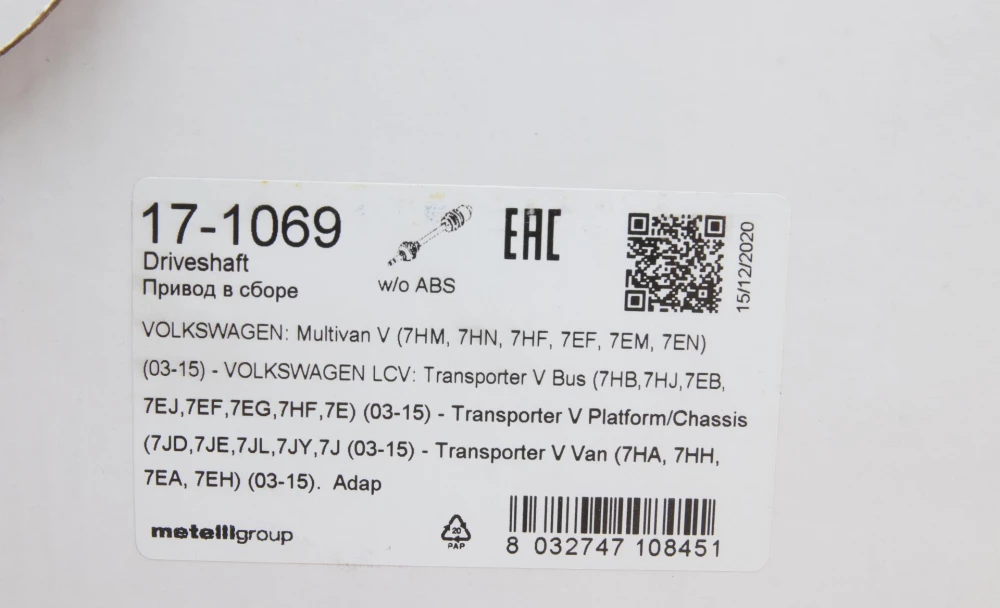 17-1069
Driveshaft
Привод в сборе
w/o ABS
EAC
15/12/2020
VOLKSWAGEN: Multivan V (7HM, 7HN, 7HF, 7EF, 7EM, 7EN)
(03-15) - VOLKSWAGEN LCV: Transporter V Bus (7HB,7HJ,7EB,
7EJ,7EF,7EG,7HF,7E) (03-15) - Transporter V Platform/Chassis
(7JD,7JE,7JL,7JY,7J (03-15) - Transporter V Van (7HA, 7HH,
7EA, 7EH) (03-15). Adap
metelligroup
20
PAP
8 032747 108451